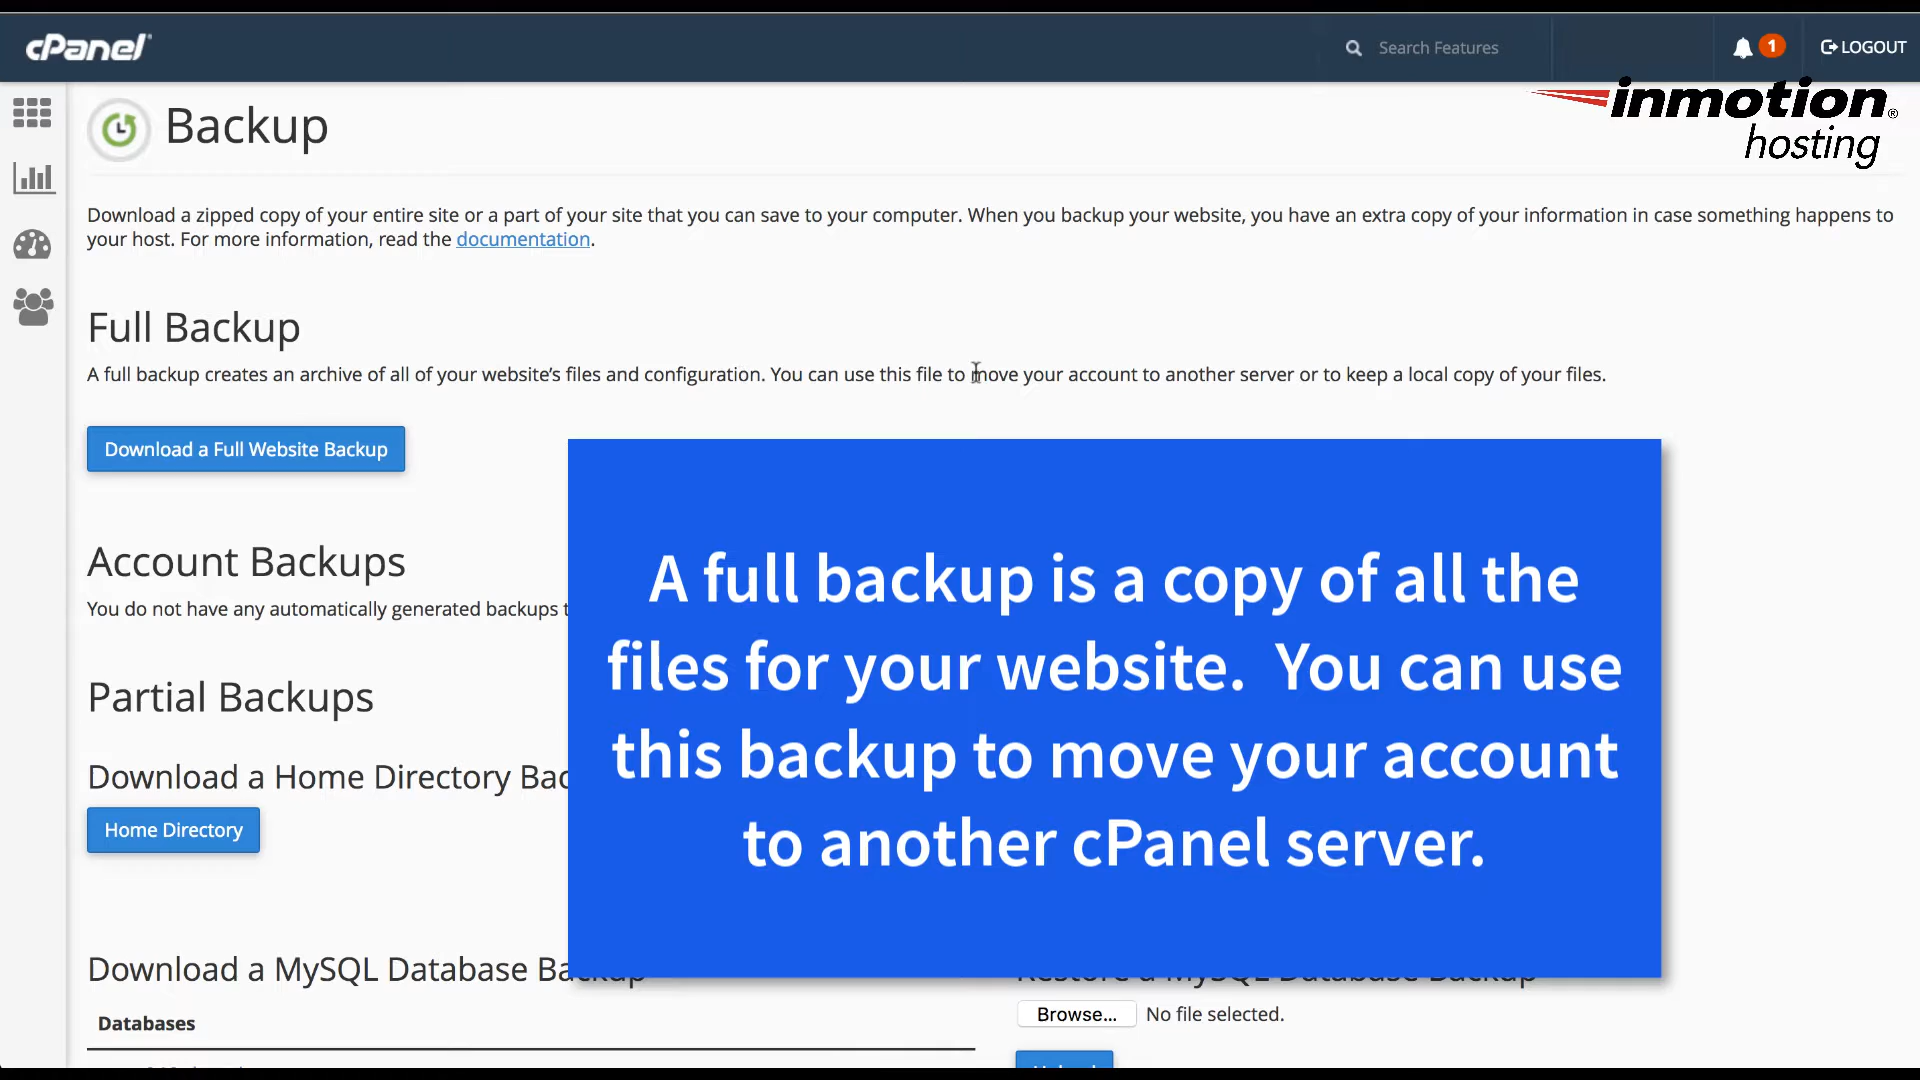 cPanel
Search Features
1
LOGOUT
inmotion®
hosting
Backup
Download a zipped copy of your entire site or a part of your site that you can save to your computer. When you backup your website, you have an extra copy of your information in case something happens to
your host. For more information, read the documentation.
Full Backup
A full backup creates an archive of all of your website's files and configuration. You can use this file to move your account to another server or to keep a local copy of your files.
Download a Full Website Backup
Account Backups
You do not have any automatically generated backups
Partial Backups
Download a Home Directory Bac
Home Directory
A full backup is a copy of all the
files for your website. You can use
this backup to move your account
to another cPanel server.
Download a MySQL Database Backup
Restore a MySQL Database Backup
Databases
Browse... No file selected.